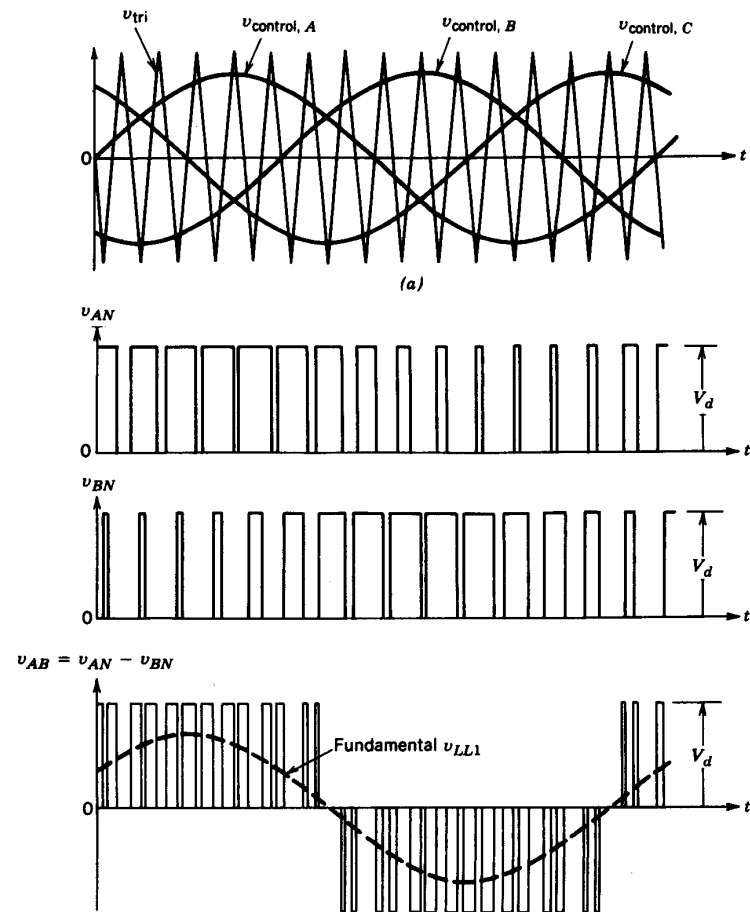 v_tri
v_control, A
v_control, B
v_control, C
0
t
(a)
v_AN
0
V_d
t
v_BN
0
V_d
t
v_AB = v_AN − v_BN
Fundamental v_LL1
V_d
0
t